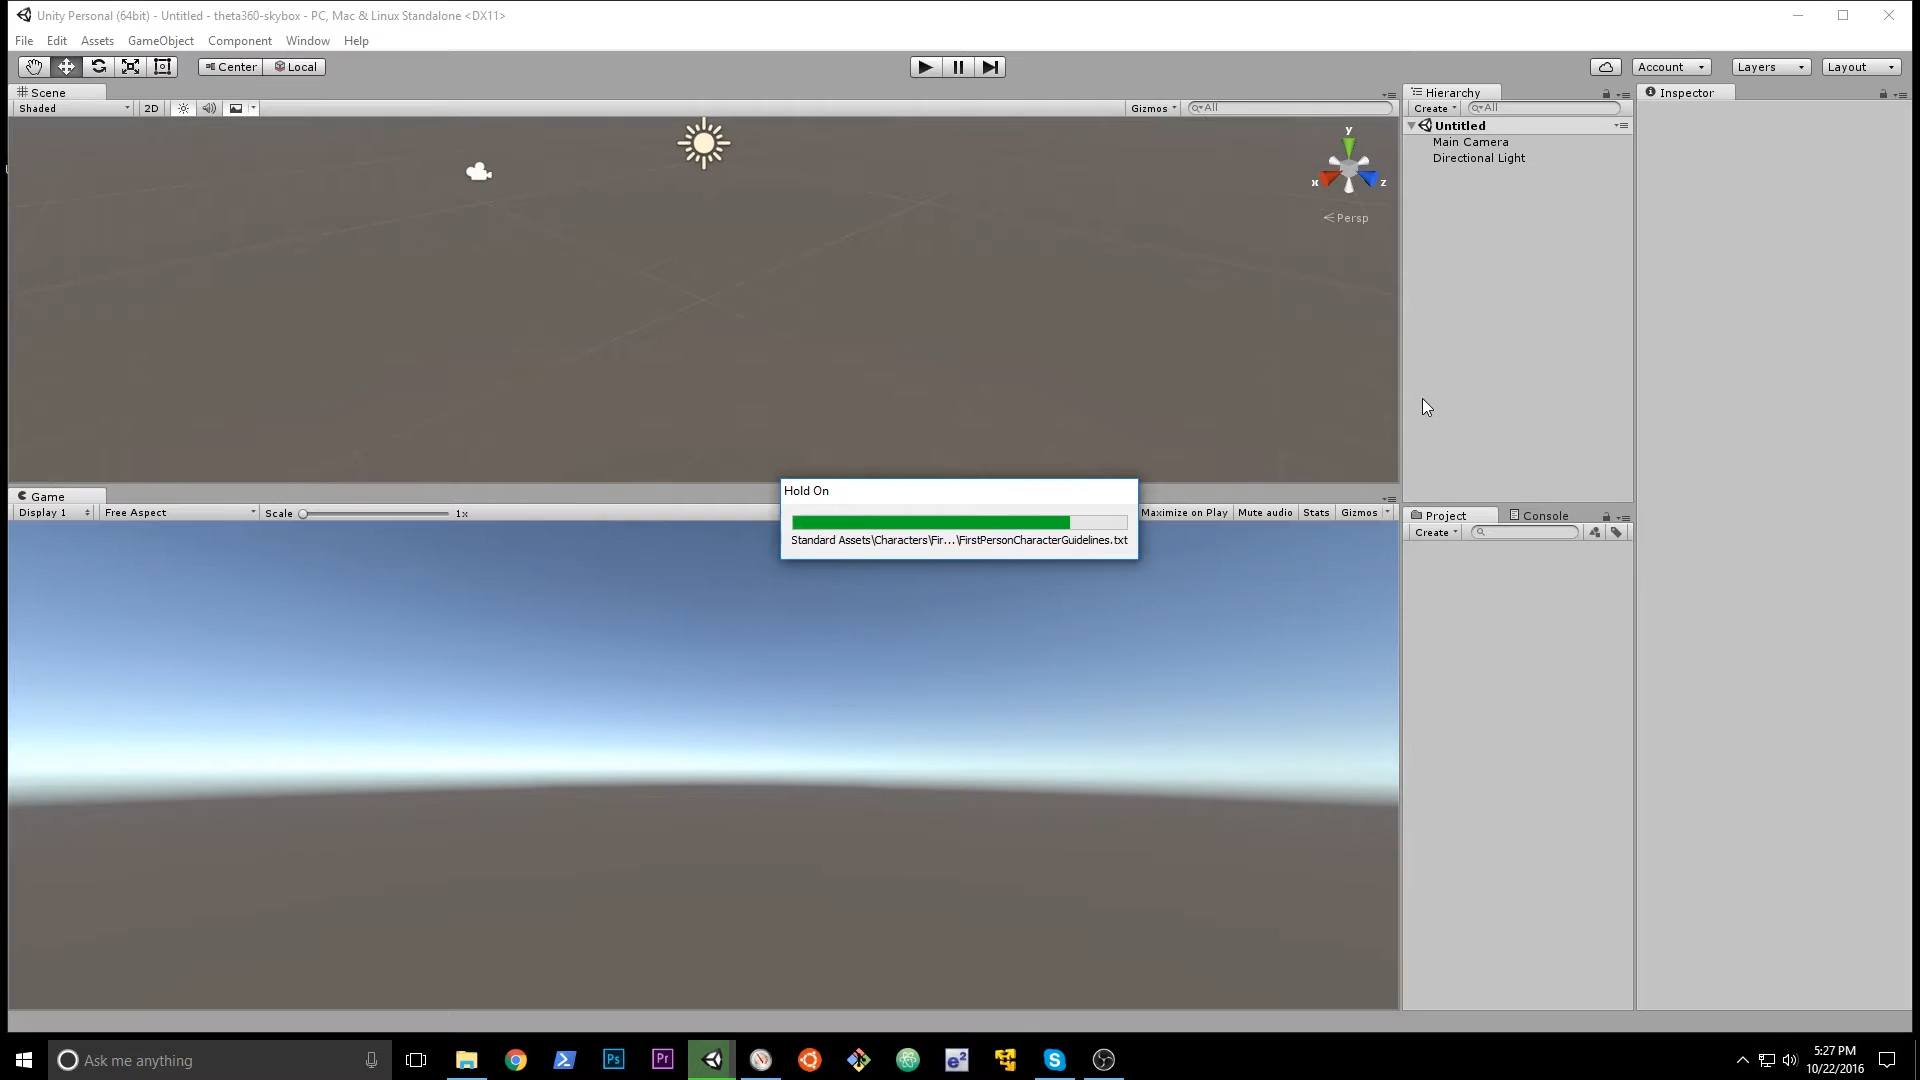 Unity Personal (64bit) - Untitled - theta360-skybox - PC, Mac & Linux Standalone <DX11>
File Edit Assets GameObject Component Window Help
Center Local Account Layers Layout
Scene
Shaded 2D Gizmos All
y
x z
Persp
Hierarchy
Create All
Untitled
Main Camera
Directional Light
Inspector
Game
Display 1 Free Aspect Scale 1x Maximize on Play Mute audio Stats Gizmos
Hold On
Standard Assets\Characters\Fir...\FirstPersonCharacterGuidelines.txt
Project Console
Create
Ask me anything
Ps
Pr
e2
5:27 PM
10/22/2016